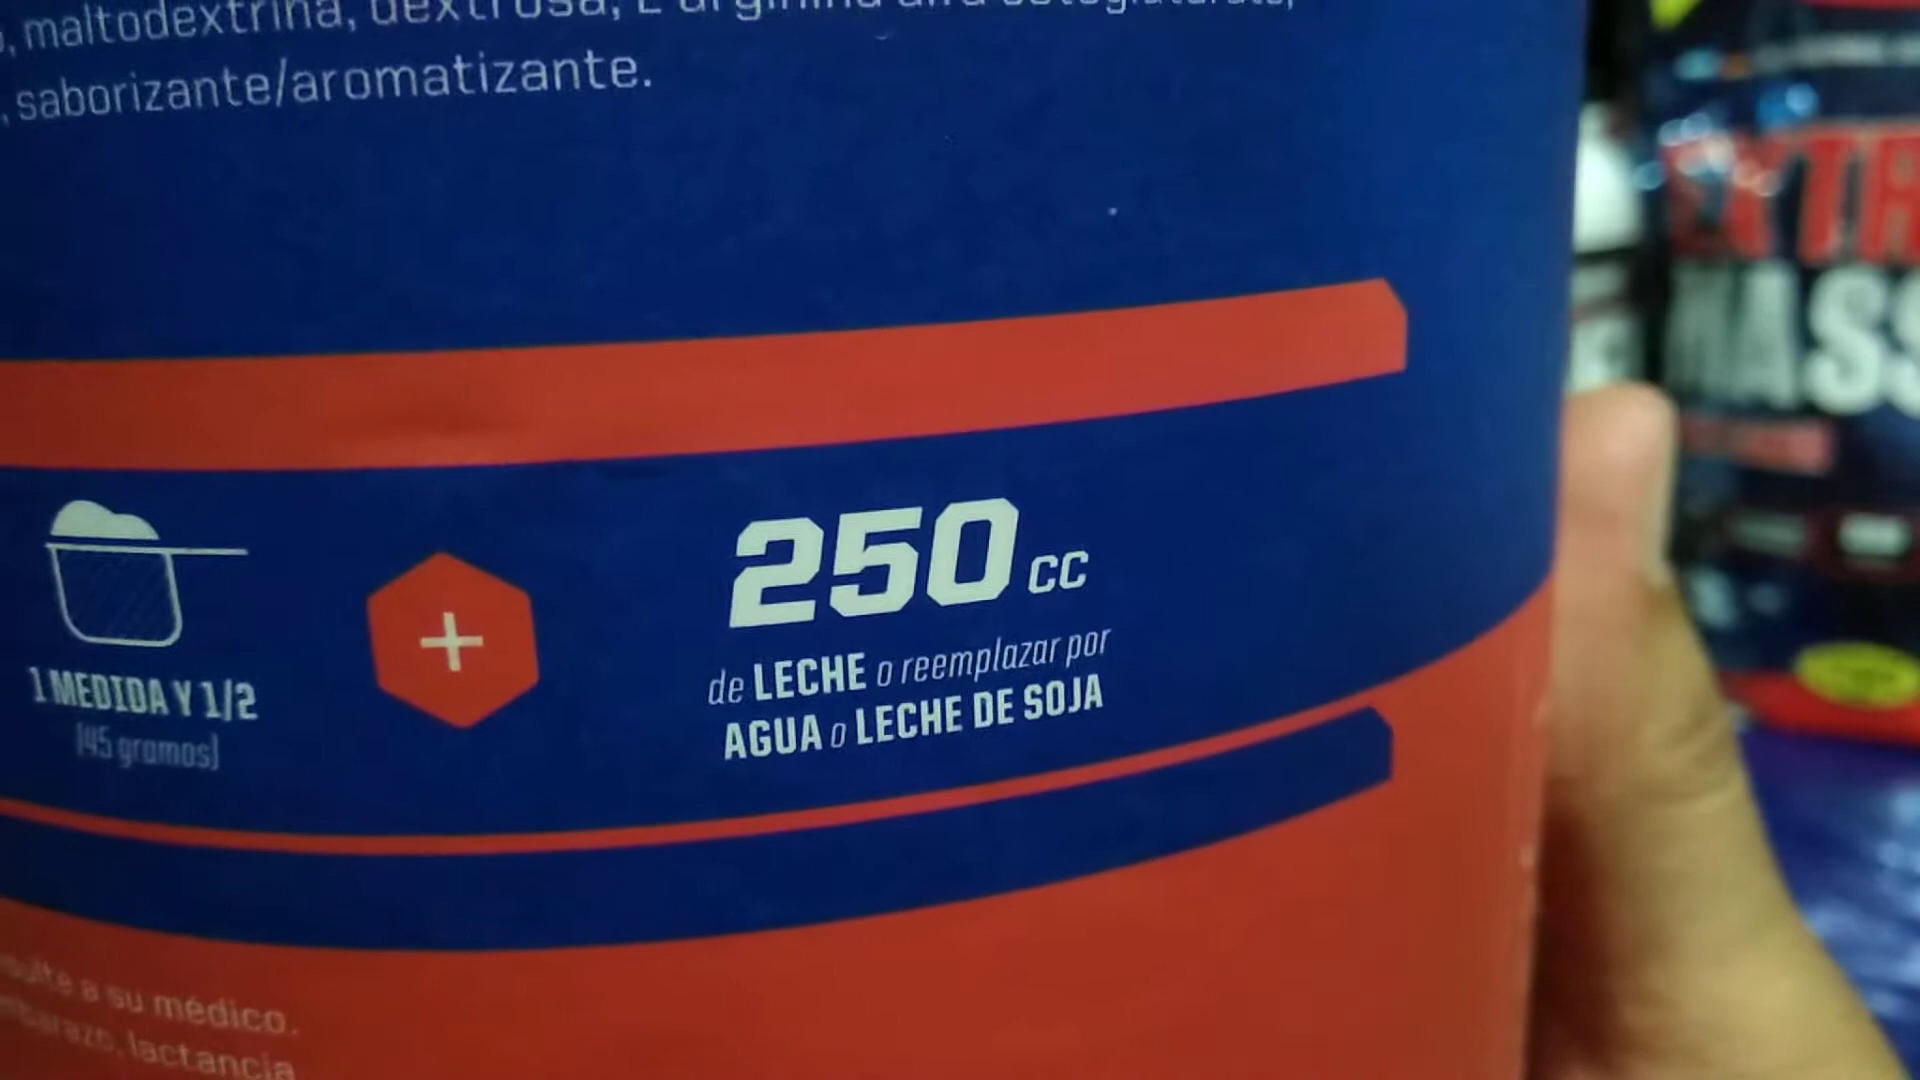 maltodextrina, dextrosa, L-arginina alfa cetoglutarato,
, saborizante/aromatizante.
1 MEDIDA Y 1/2
(45 gramos)
+
250 cc
de LECHE o reemplazar por
AGUA o LECHE DE SOJA
a su médico.
lactancia
MASS